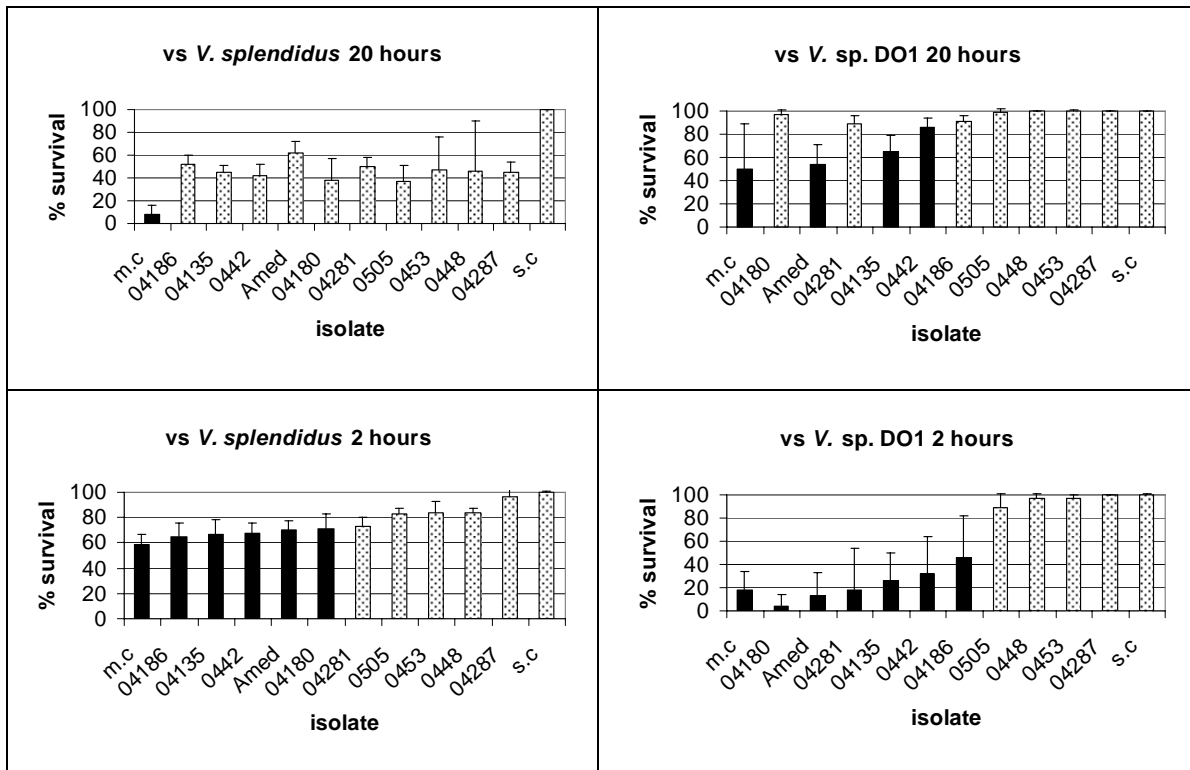 vs V. splendidus 20 hours
% survival
100
80
60
40
20
0
m.c
04186
04135
0442
Amed
04180
04281
0505
0453
0448
04287
s.c
isolate
vs V. sp. DO1 20 hours
% survival
100
80
60
40
20
0
m.c
04180
Amed
04281
04135
0442
04186
0505
0448
0453
04287
s.c
isolate
vs V. splendidus 2 hours
% survival
100
80
60
40
20
0
m.c
04186
04135
0442
Amed
04180
04281
0505
0453
0448
04287
s.c
isolate
vs V. sp. DO1 2 hours
% survival
100
80
60
40
20
0
m.c
04180
Amed
04281
04135
0442
04186
0505
0448
0453
04287
s.c
isolate